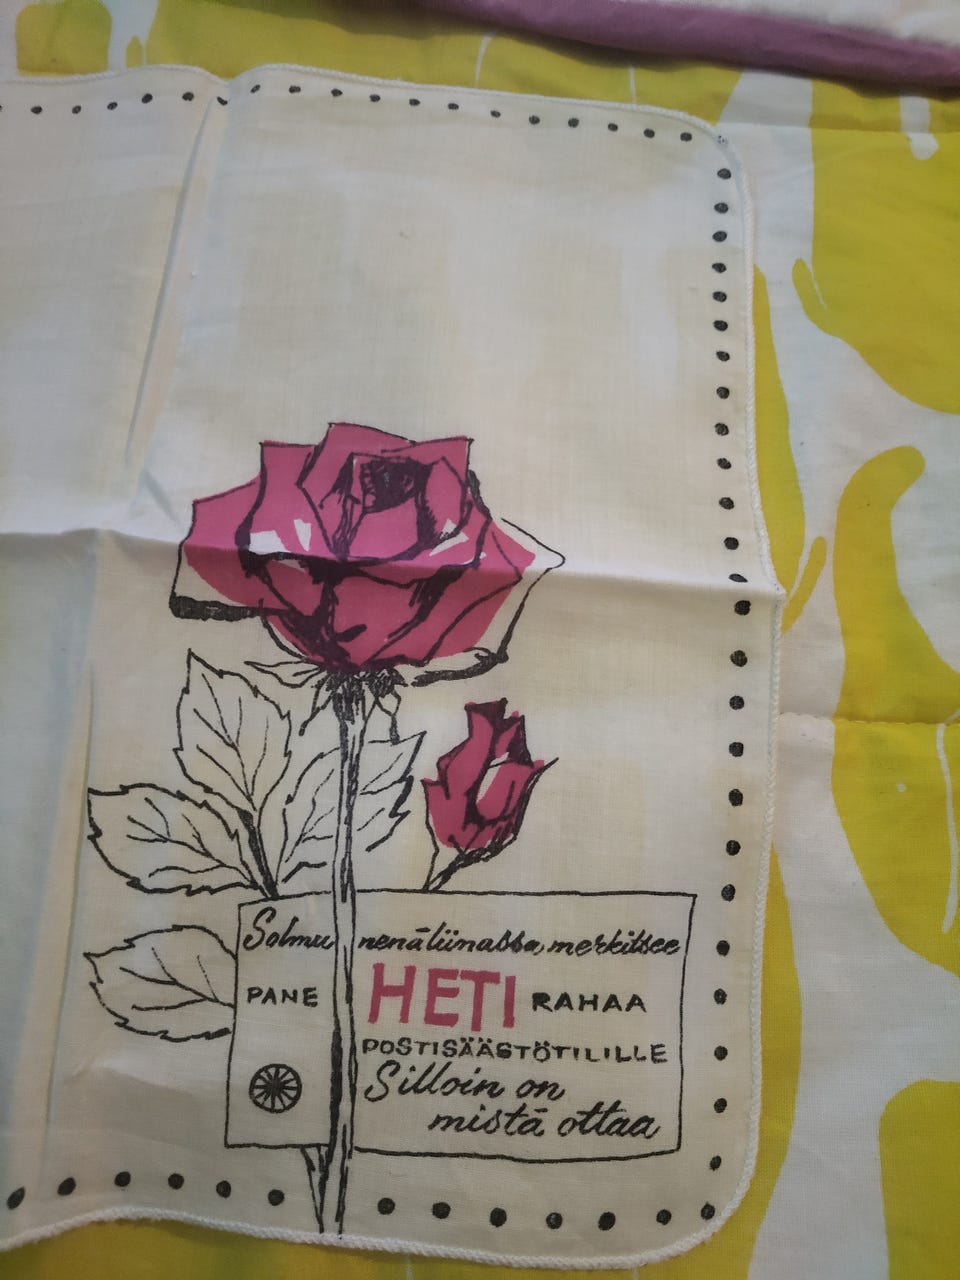 Solmu nenäliinassa merkitsee
PANE HETI RAHAA
POSTISÄÄSTÖTILILLE
Silloin on
mistä ottaa